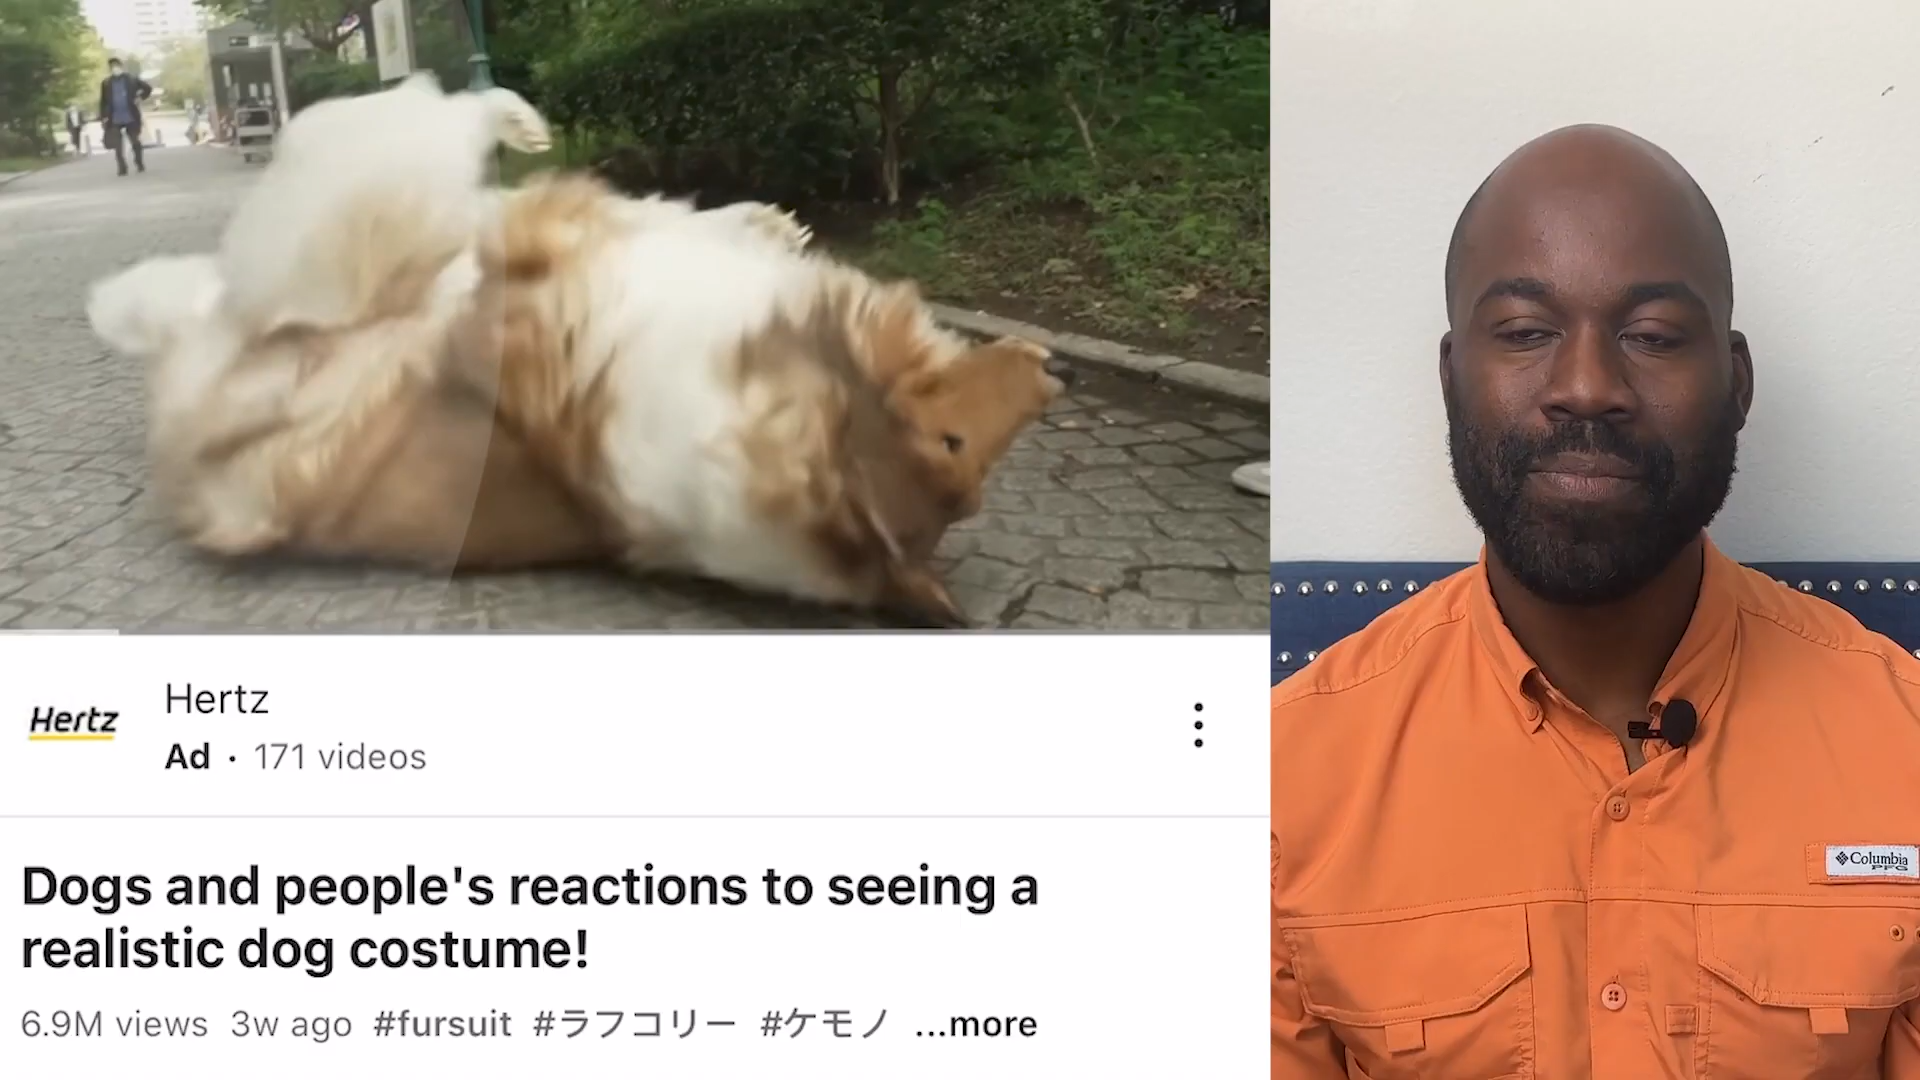 Hertz
Hertz
Ad · 171 videos
Dogs and people's reactions to seeing a
realistic dog costume!
6.9M views 3w ago #fursuit #ラフコリー #ケモノ ...more
Columbia
PFG